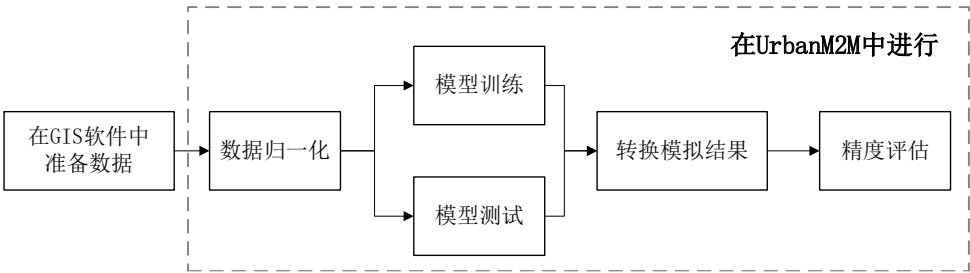 在UrbanM2M中进行
在GIS软件中
准备数据
数据归一化
模型训练
模型测试
转换模拟结果
精度评估